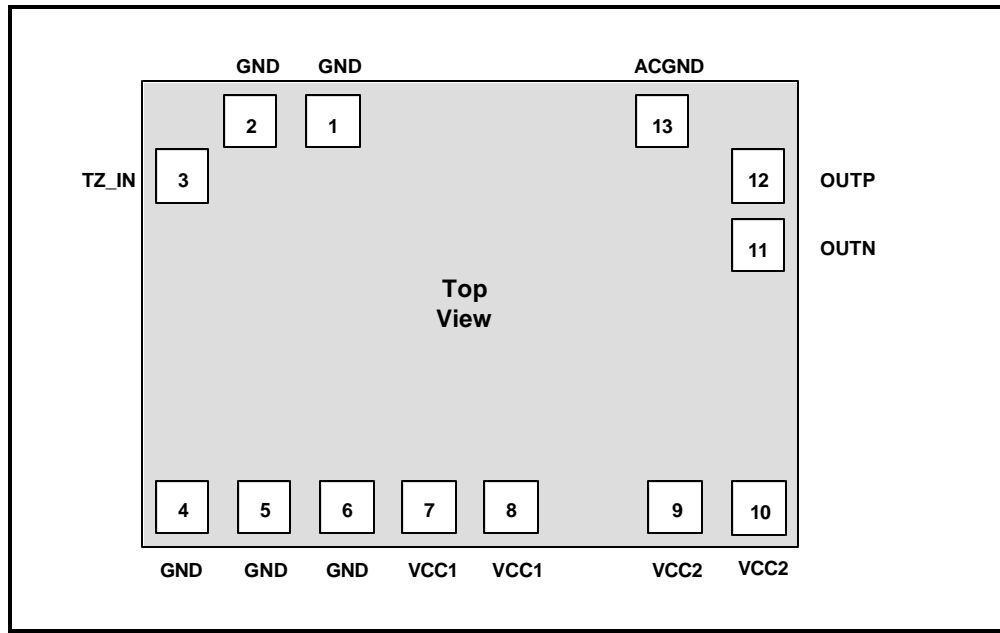 GND GND ACGND
2 1 13
TZ_IN 3 12 OUTP
11 OUTN
Top
View
4 5 6 7 8 9 10
GND GND GND VCC1 VCC1 VCC2 VCC2